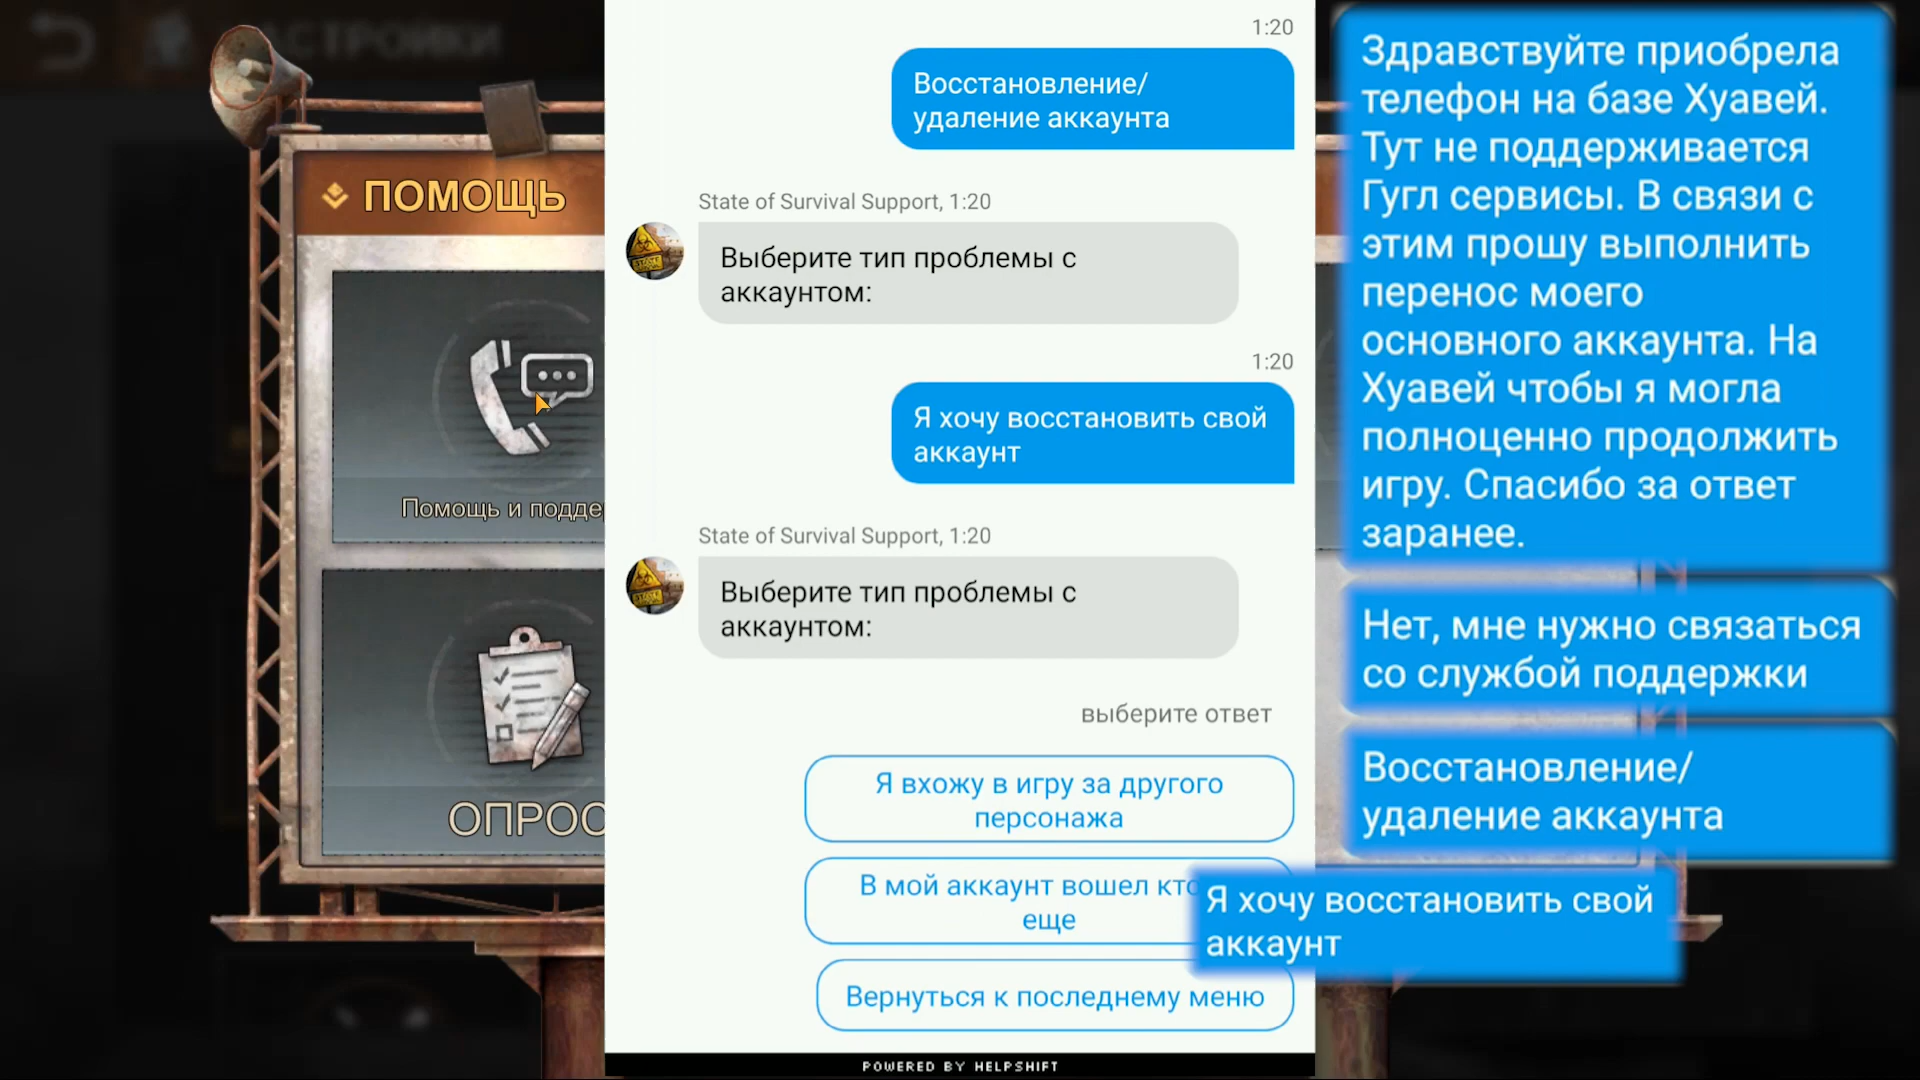 НАСТРОЙКИ
ПОМОЩЬ
Помощь и подде
ОПРОС
1:20
Восстановление/
удаление аккаунта
State of Survival Support, 1:20
Выберите тип проблемы с
аккаунтом:
1:20
Я хочу восстановить свой
аккаунт
State of Survival Support, 1:20
Выберите тип проблемы с
аккаунтом:
выберите ответ
Я вхожу в игру за другого
персонажа
В мой аккаунт вошел кто
еще
Вернуться к последнему меню
POWERED BY HELPSHIFT
Здравствуйте приобрела
телефон на базе Хуавей.
Тут не поддерживается
Гугл сервисы. В связи с
этим прошу выполнить
перенос моего
основного аккаунта. На
Хуавей чтобы я могла
полноценно продолжить
игру. Спасибо за ответ
заранее.
Нет, мне нужно связаться
со службой поддержки
Восстановление/
удаление аккаунта
Я хочу восстановить свой
аккаунт